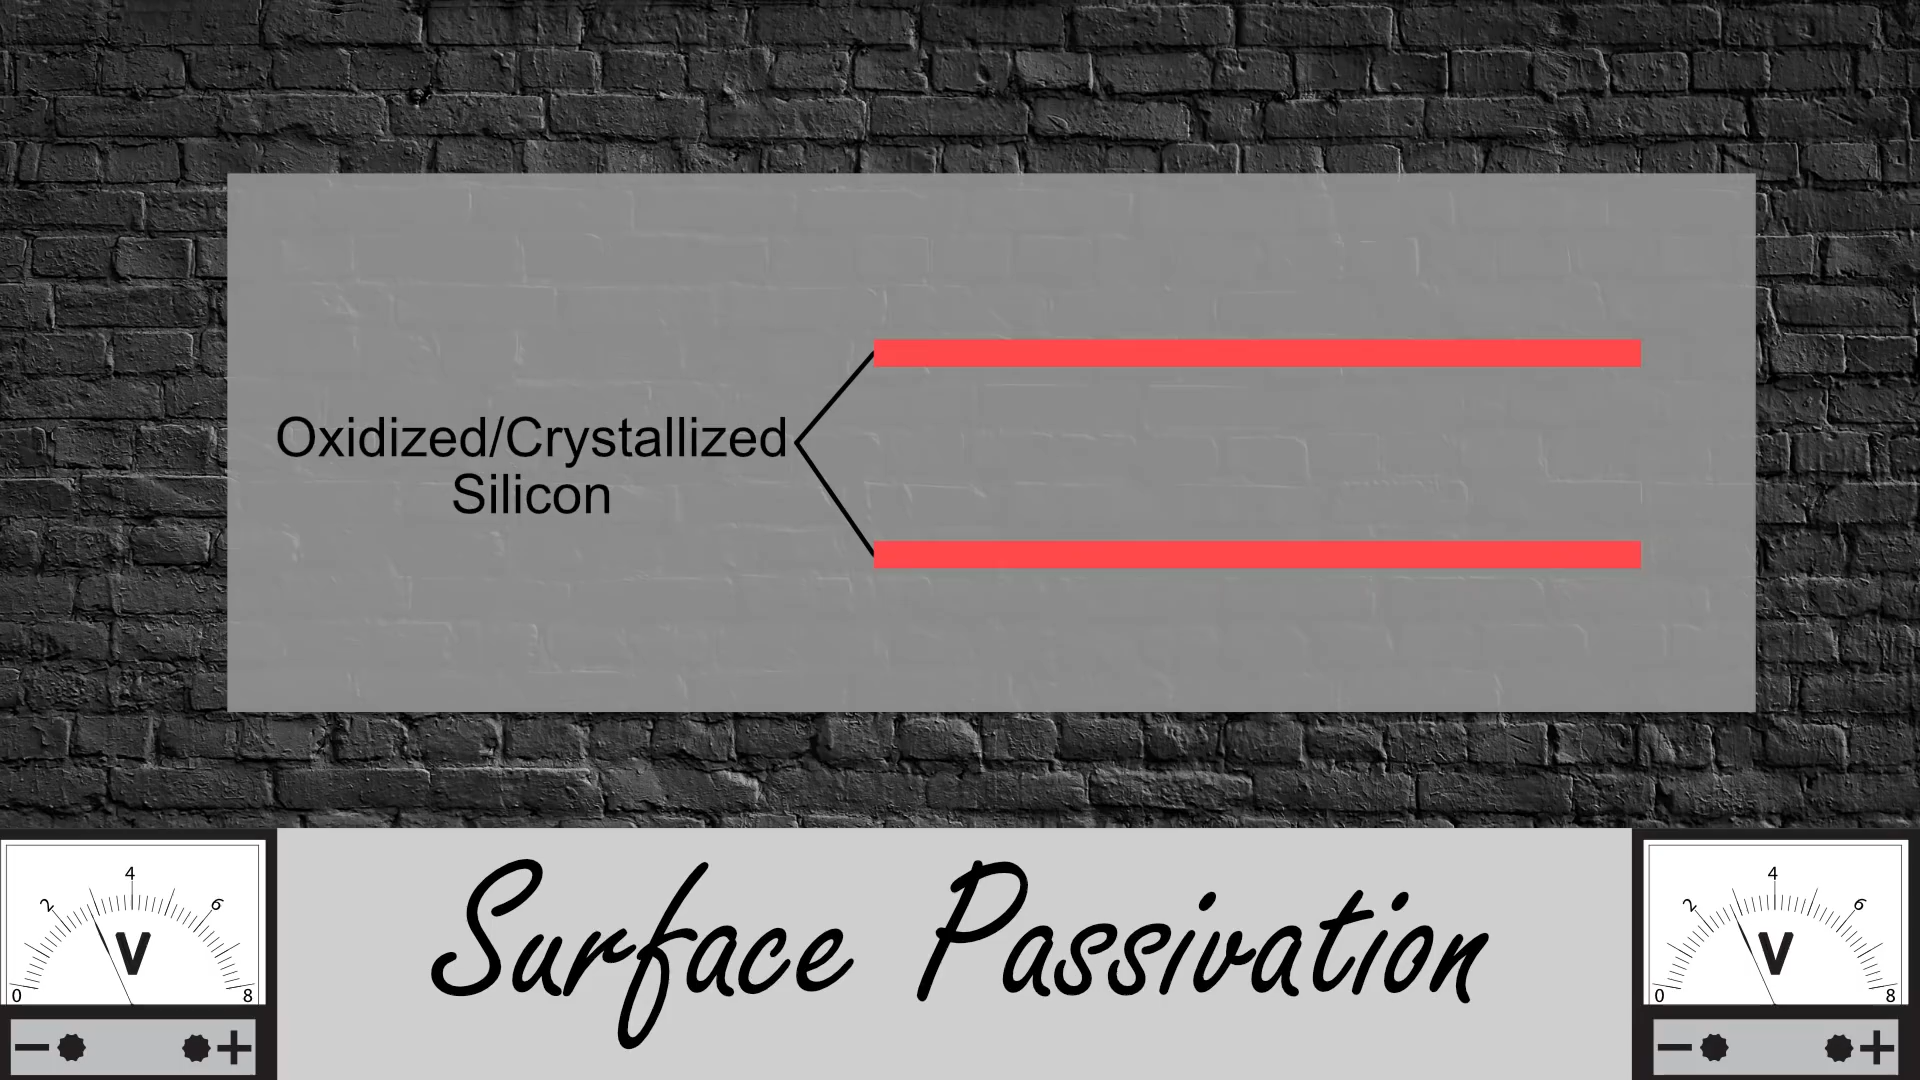 Oxidized/Crystallized
Silicon
Surface Passivation
0 2 4 6 8
V
− +
0 2 4 6 8
V
− +